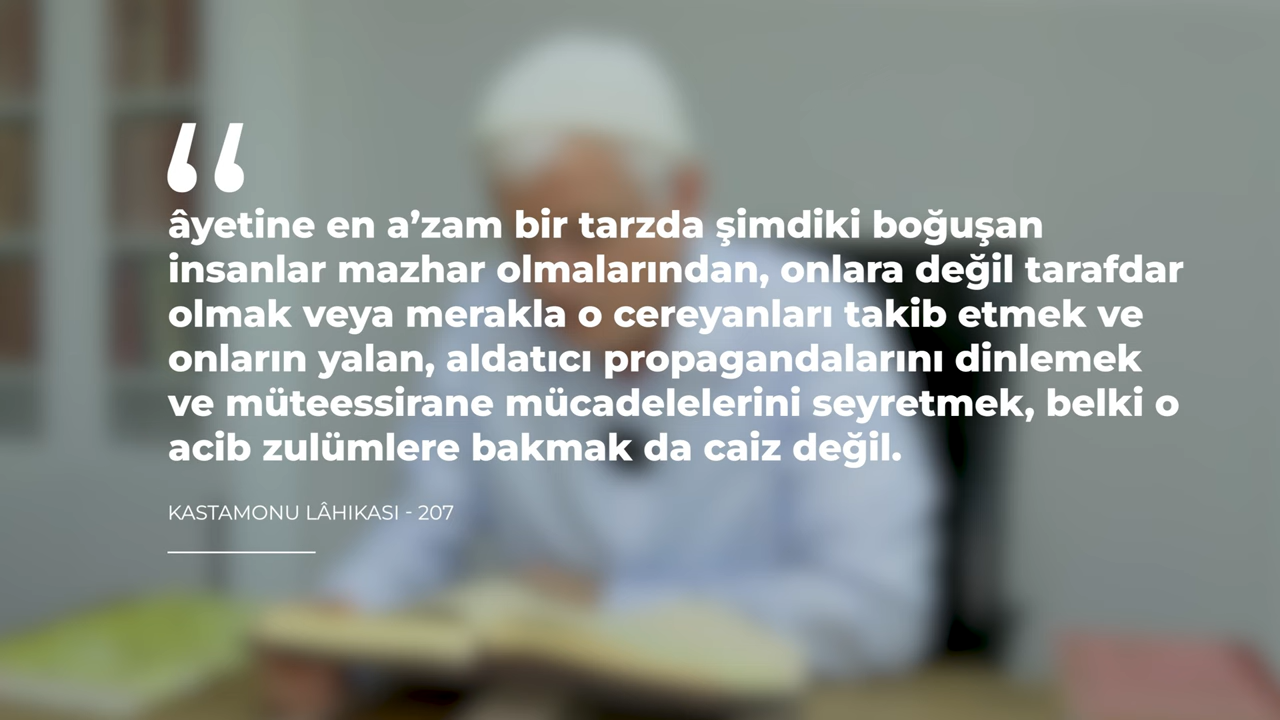 “
âyetine en a’zam bir tarzda şimdiki boğuşan
insanlar mazhar olmalarından, onlara değil tarafdar
olmak veya merakla o cereyanları takib etmek ve
onların yalan, aldatıcı propagandalarını dinlemek
ve müteessirane mücadelelerini seyretmek, belki o
acib zulümlere bakmak da caiz değil.
KASTAMONU LÂHIKASI - 207